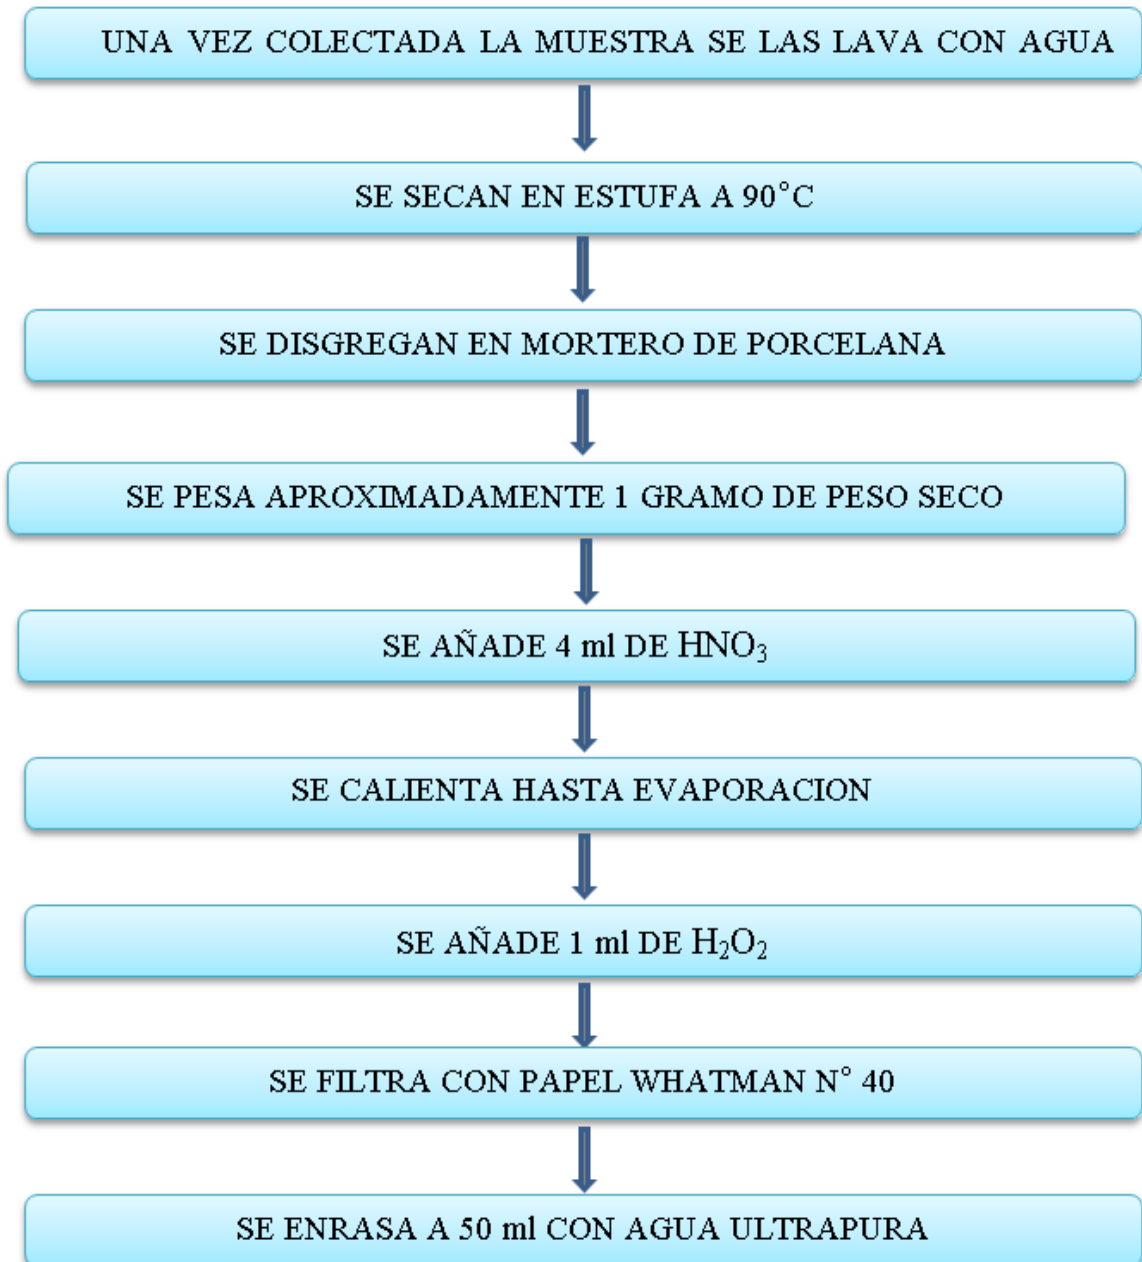 UNA VEZ COLECTADA LA MUESTRA SE LAS LAVA CON AGUA
SE SECAN EN ESTUFA A 90°C
SE DISGREGAN EN MORTERO DE PORCELANA
SE PESA APROXIMADAMENTE 1 GRAMO DE PESO SECO
SE AÑADE 4 ml DE HNO₃
SE CALIENTA HASTA EVAPORACION
SE AÑADE 1 ml DE H₂O₂
SE FILTRA CON PAPEL WHATMAN N° 40
SE ENRASA A 50 ml CON AGUA ULTRAPURA